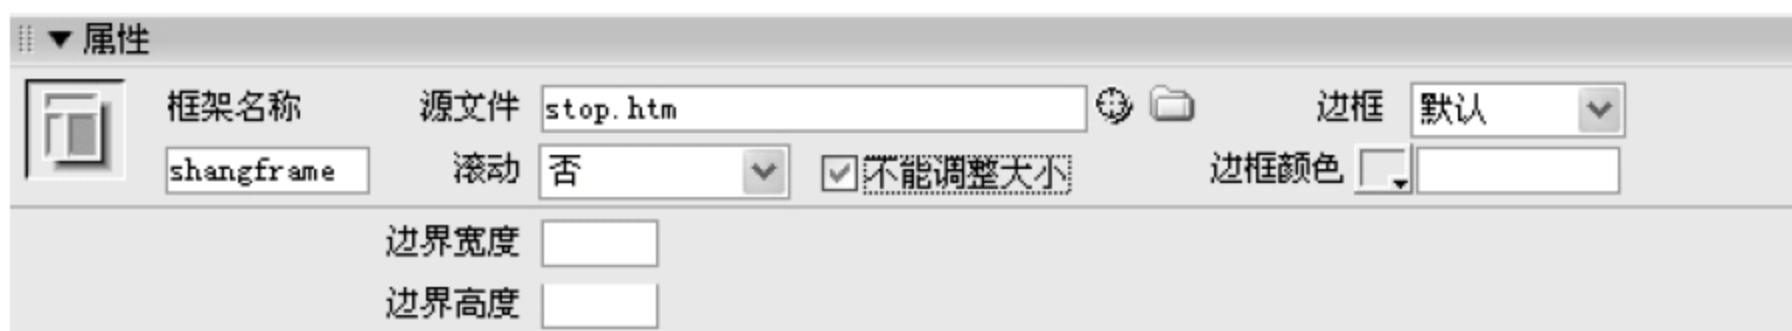 属性
框架名称 源文件 stop.htm 边框 默认
shangframe 滚动 否 不能调整大小 边框颜色
边界宽度
边界高度